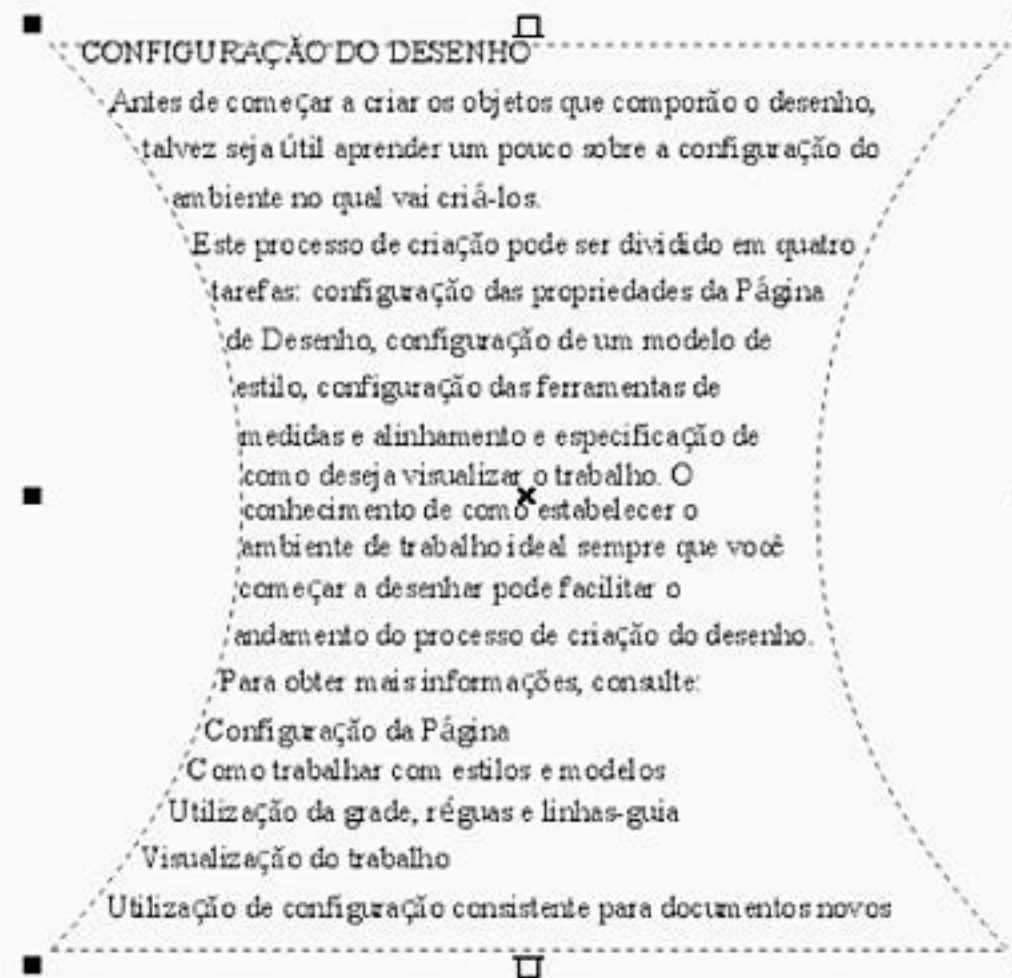 CONFIGURAÇÃO DO DESENHO
Antes de começar a criar os objetos que comporão o desenho,
talvez seja útil aprender um pouco sobre a configuração do
ambiente no qual vai criá-los.
Este processo de criação pode ser dividido em quatro
tarefas: configuração das propriedades da Página
de Desenho, configuração de um modelo de
estilo, configuração das ferramentas de
medidas e alinhamento e especificação de
como deseja visualizar o trabalho. O
conhecimento de como estabelecer o
ambiente de trabalho ideal sempre que você
começar a desenhar pode facilitar o
andamento do processo de criação do desenho.
Para obter mais informações, consulte:
Configuração da Página
Como trabalhar com estilos e modelos
Utilização da grade, réguas e linhas-guia
Visualização do trabalho
Utilização de configuração consistente para documentos novos